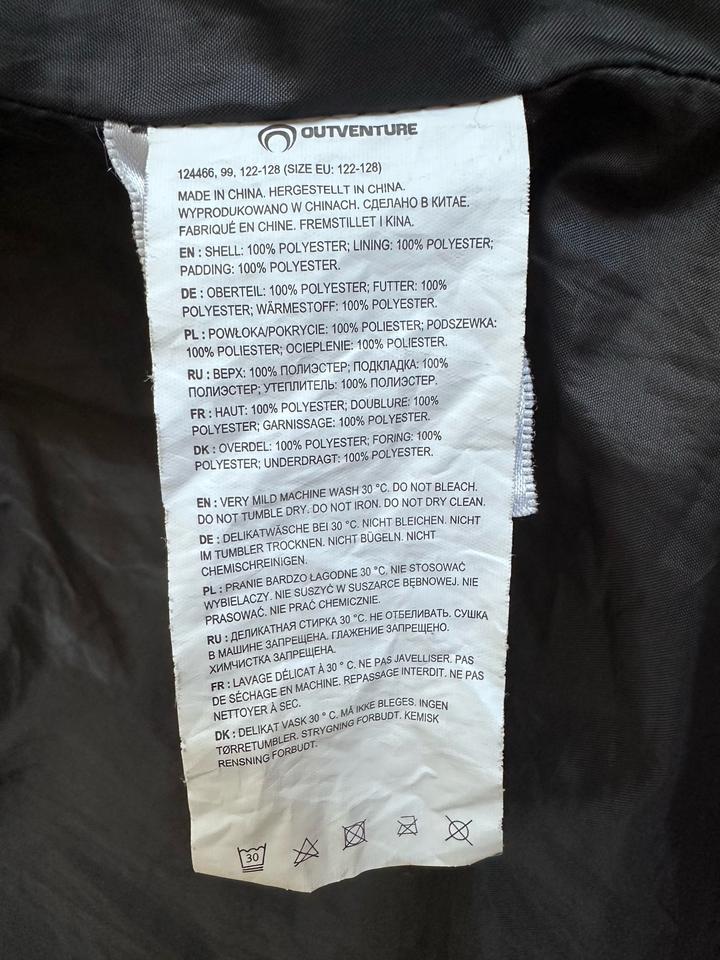 OUTVENTURE
124466, 99, 122-128 (SIZE EU: 122-128)
MADE IN CHINA. HERGESTELLT IN CHINA.
WYPRODUKOWANO W CHINACH. СДЕЛАНО В КИТАЕ.
FABRIQUÉ EN CHINE. FREMSTILLET I KINA.
EN : SHELL: 100% POLYESTER; LINING: 100% POLYESTER;
PADDING: 100% POLYESTER.
DE : OBERTEIL: 100% POLYESTER; FUTTER: 100%
POLYESTER; WÄRMESTOFF: 100% POLYESTER.
PL : POWŁOKA/POKRYCIE: 100% POLIESTER; PODSZEWKA:
100% POLIESTER; OCIEPLENIE: 100% POLIESTER.
RU : ВЕРХ: 100% ПОЛИЭСТЕР; ПОДКЛАДКА: 100%
ПОЛИЭСТЕР; УТЕПЛИТЕЛЬ: 100% ПОЛИЭСТЕР.
FR : HAUT: 100% POLYESTER; DOUBLURE: 100%
POLYESTER; GARNISSAGE: 100% POLYESTER.
DK : OVERDEL: 100% POLYESTER; FORING: 100%
POLYESTER; UNDERDRAGT: 100% POLYESTER.
EN : VERY MILD MACHINE WASH 30 °C. DO NOT BLEACH.
DO NOT TUMBLE DRY. DO NOT IRON. DO NOT DRY CLEAN.
DE : DELIKATWÄSCHE BEI 30 °C. NICHT BLEICHEN. NICHT
IM TUMBLER TROCKNEN. NICHT BÜGELN. NICHT
CHEMISCHREINIGEN.
PL : PRANIE BARDZO ŁAGODNE 30 °C. NIE STOSOWAĆ
WYBIELACZY. NIE SUSZYĆ W SUSZARCE BĘBNOWEJ. NIE
PRASOWAĆ. NIE PRAĆ CHEMICZNIE.
RU : ДЕЛИКАТНАЯ СТИРКА 30 °C. НЕ ОТБЕЛИВАТЬ. СУШКА
В МАШИНЕ ЗАПРЕЩЕНА. ГЛАЖЕНИЕ ЗАПРЕЩЕНО.
ХИМЧИСТКА ЗАПРЕЩЕНА.
FR : LAVAGE DÉLICAT À 30 ° C. NE PAS JAVELLISER. PAS
DE SÉCHAGE EN MACHINE. REPASSAGE INTERDIT. NE PAS
NETTOYER À SEC.
DK : DELIKAT VASK 30 ° C. MÅ IKKE BLEGES. INGEN
TØRRETUMBLER. STRYGNING FORBUDT. KEMISK
RENSNING FORBUDT.
30